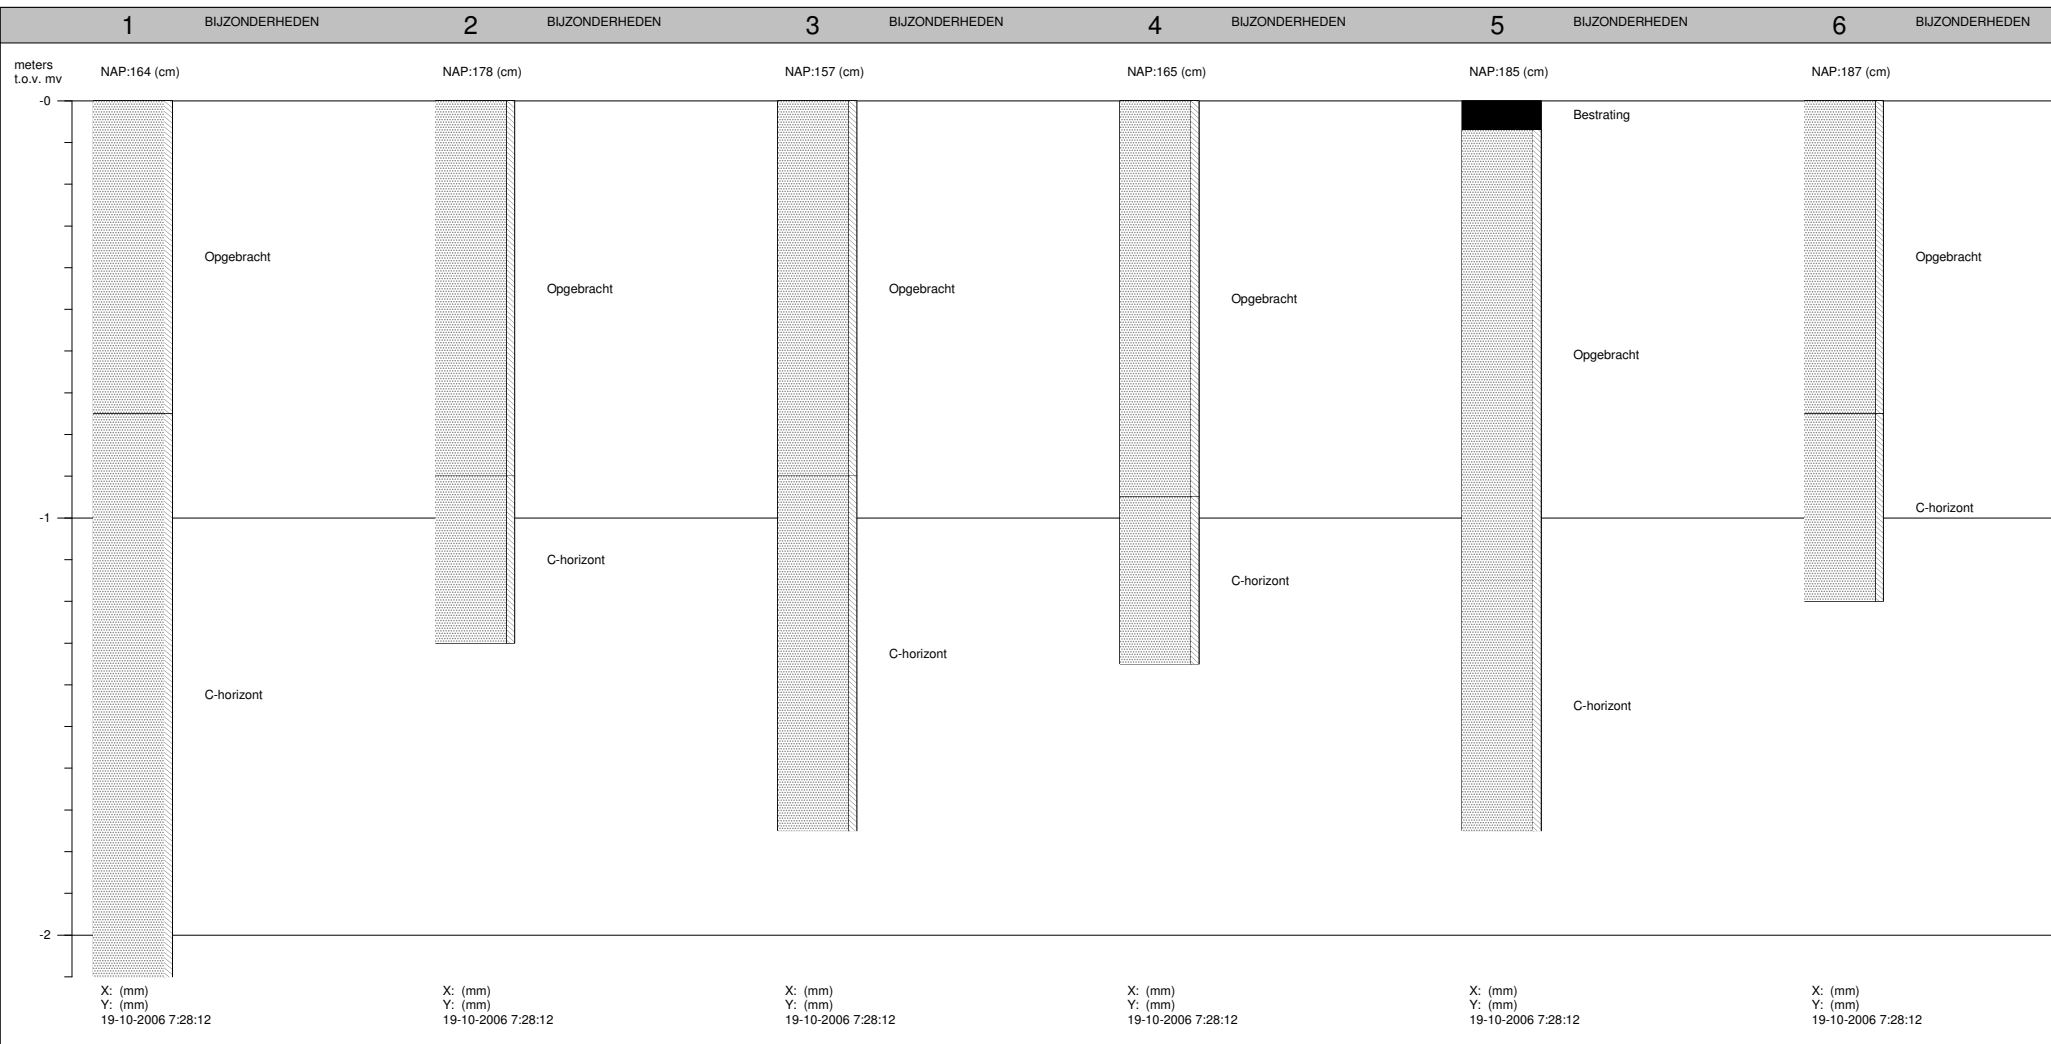 1 BIJZONDERHEDEN 2 BIJZONDERHEDEN 3 BIJZONDERHEDEN 4 BIJZONDERHEDEN 5 BIJZONDERHEDEN 6 BIJZONDERHEDEN
meters
t.o.v. mv
NAP:164 (cm) NAP:178 (cm) NAP:157 (cm) NAP:165 (cm) NAP:185 (cm) NAP:187 (cm)
-0
Bestrating
Opgebracht Opgebracht
Opgebracht Opgebracht
Opgebracht
Opgebracht
C-horizont
-1
C-horizont
C-horizont
C-horizont
C-horizont
C-horizont
-2
X: (mm) X: (mm) X: (mm) X: (mm) X: (mm) X: (mm)
Y: (mm) Y: (mm) Y: (mm) Y: (mm) Y: (mm) Y: (mm)
19-10-2006 7:28:12 19-10-2006 7:28:12 19-10-2006 7:28:12 19-10-2006 7:28:12 19-10-2006 7:28:12 19-10-2006 7:28:12